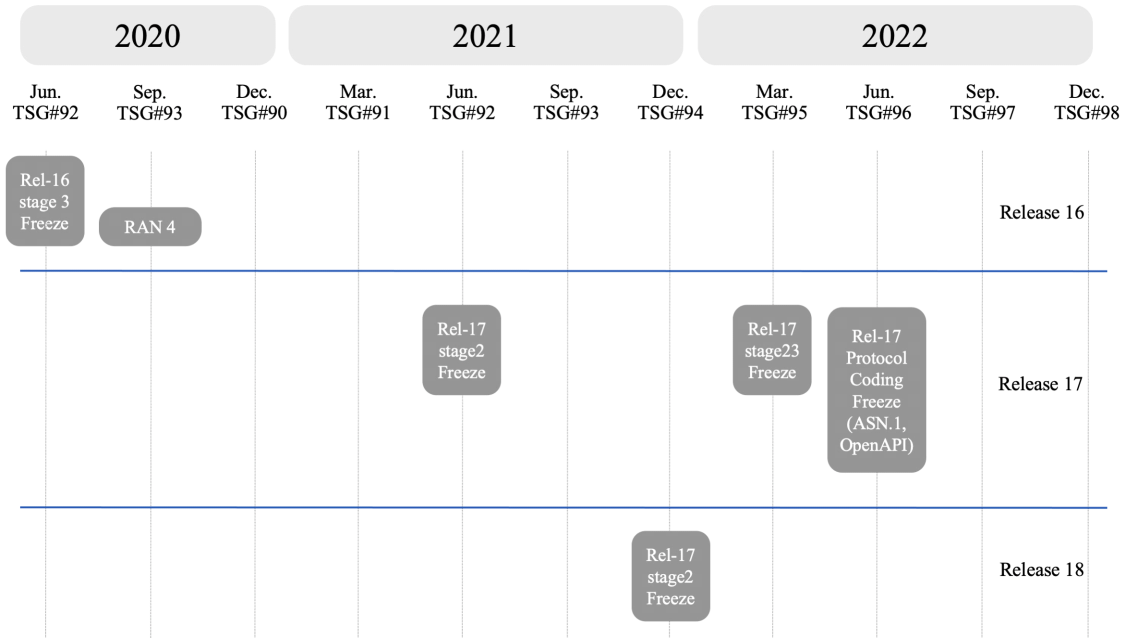 2020
2021
2022
Jun.
TSG#92
Sep.
TSG#93
Dec.
TSG#90
Mar.
TSG#91
Jun.
TSG#92
Sep.
TSG#93
Dec.
TSG#94
Mar.
TSG#95
Jun.
TSG#96
Sep.
TSG#97
Dec.
TSG#98
Rel-16
stage 3
Freeze
RAN 4
Release 16
Rel-17
stage2
Freeze
Rel-17
stage23
Freeze
Rel-17
Protocol
Coding
Freeze
(ASN.1,
OpenAPI)
Release 17
Rel-17
stage2
Freeze
Release 18